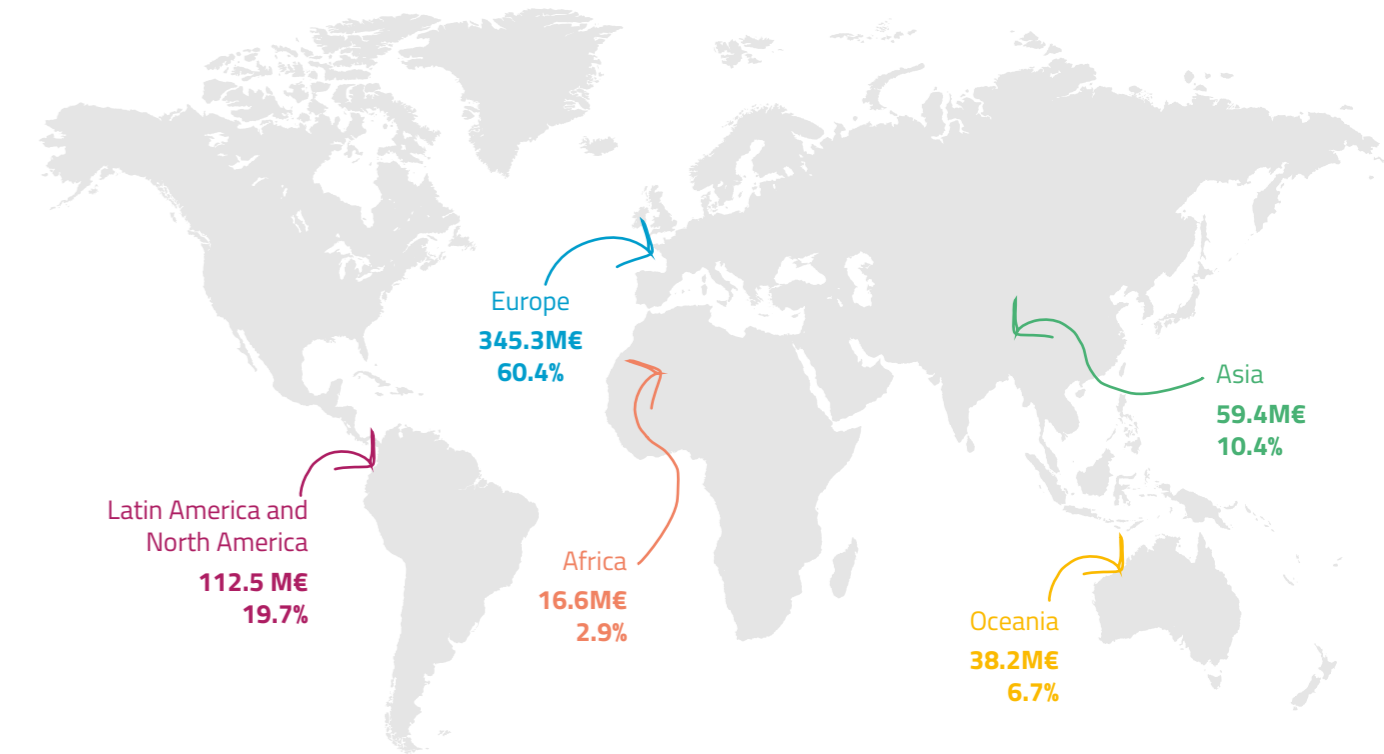 Europe
345.3M€
60.4%
Asia
59.4M€
10.4%
Latin America and
North America
112.5 M€
19.7%
Africa
16.6M€
2.9%
Oceania
38.2M€
6.7%